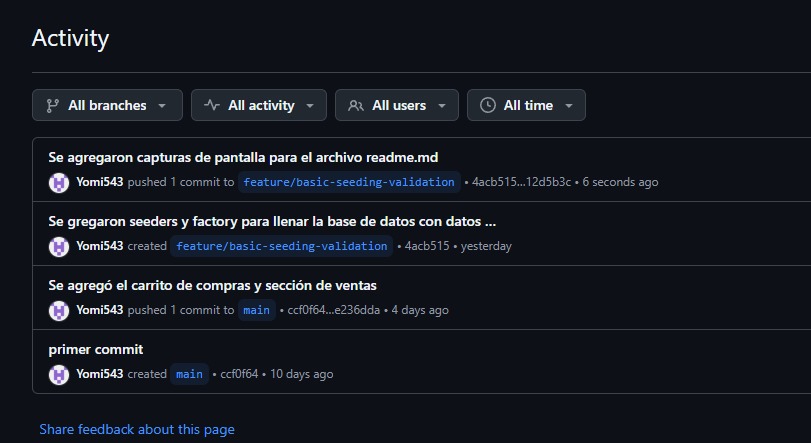 Activity
All branches All activity All users All time
Se agregaron capturas de pantalla para el archivo readme.md
Yomi543 pushed 1 commit to feature/basic-seeding-validation • 4acb515...12d5b3c • 6 seconds ago
Se gregaron seeders y factory para llenar la base de datos con datos ...
Yomi543 created feature/basic-seeding-validation • 4acb515 • yesterday
Se agregó el carrito de compras y sección de ventas
Yomi543 pushed 1 commit to main • ccf0f64...e236dda • 4 days ago
primer commit
Yomi543 created main • ccf0f64 • 10 days ago
Share feedback about this page